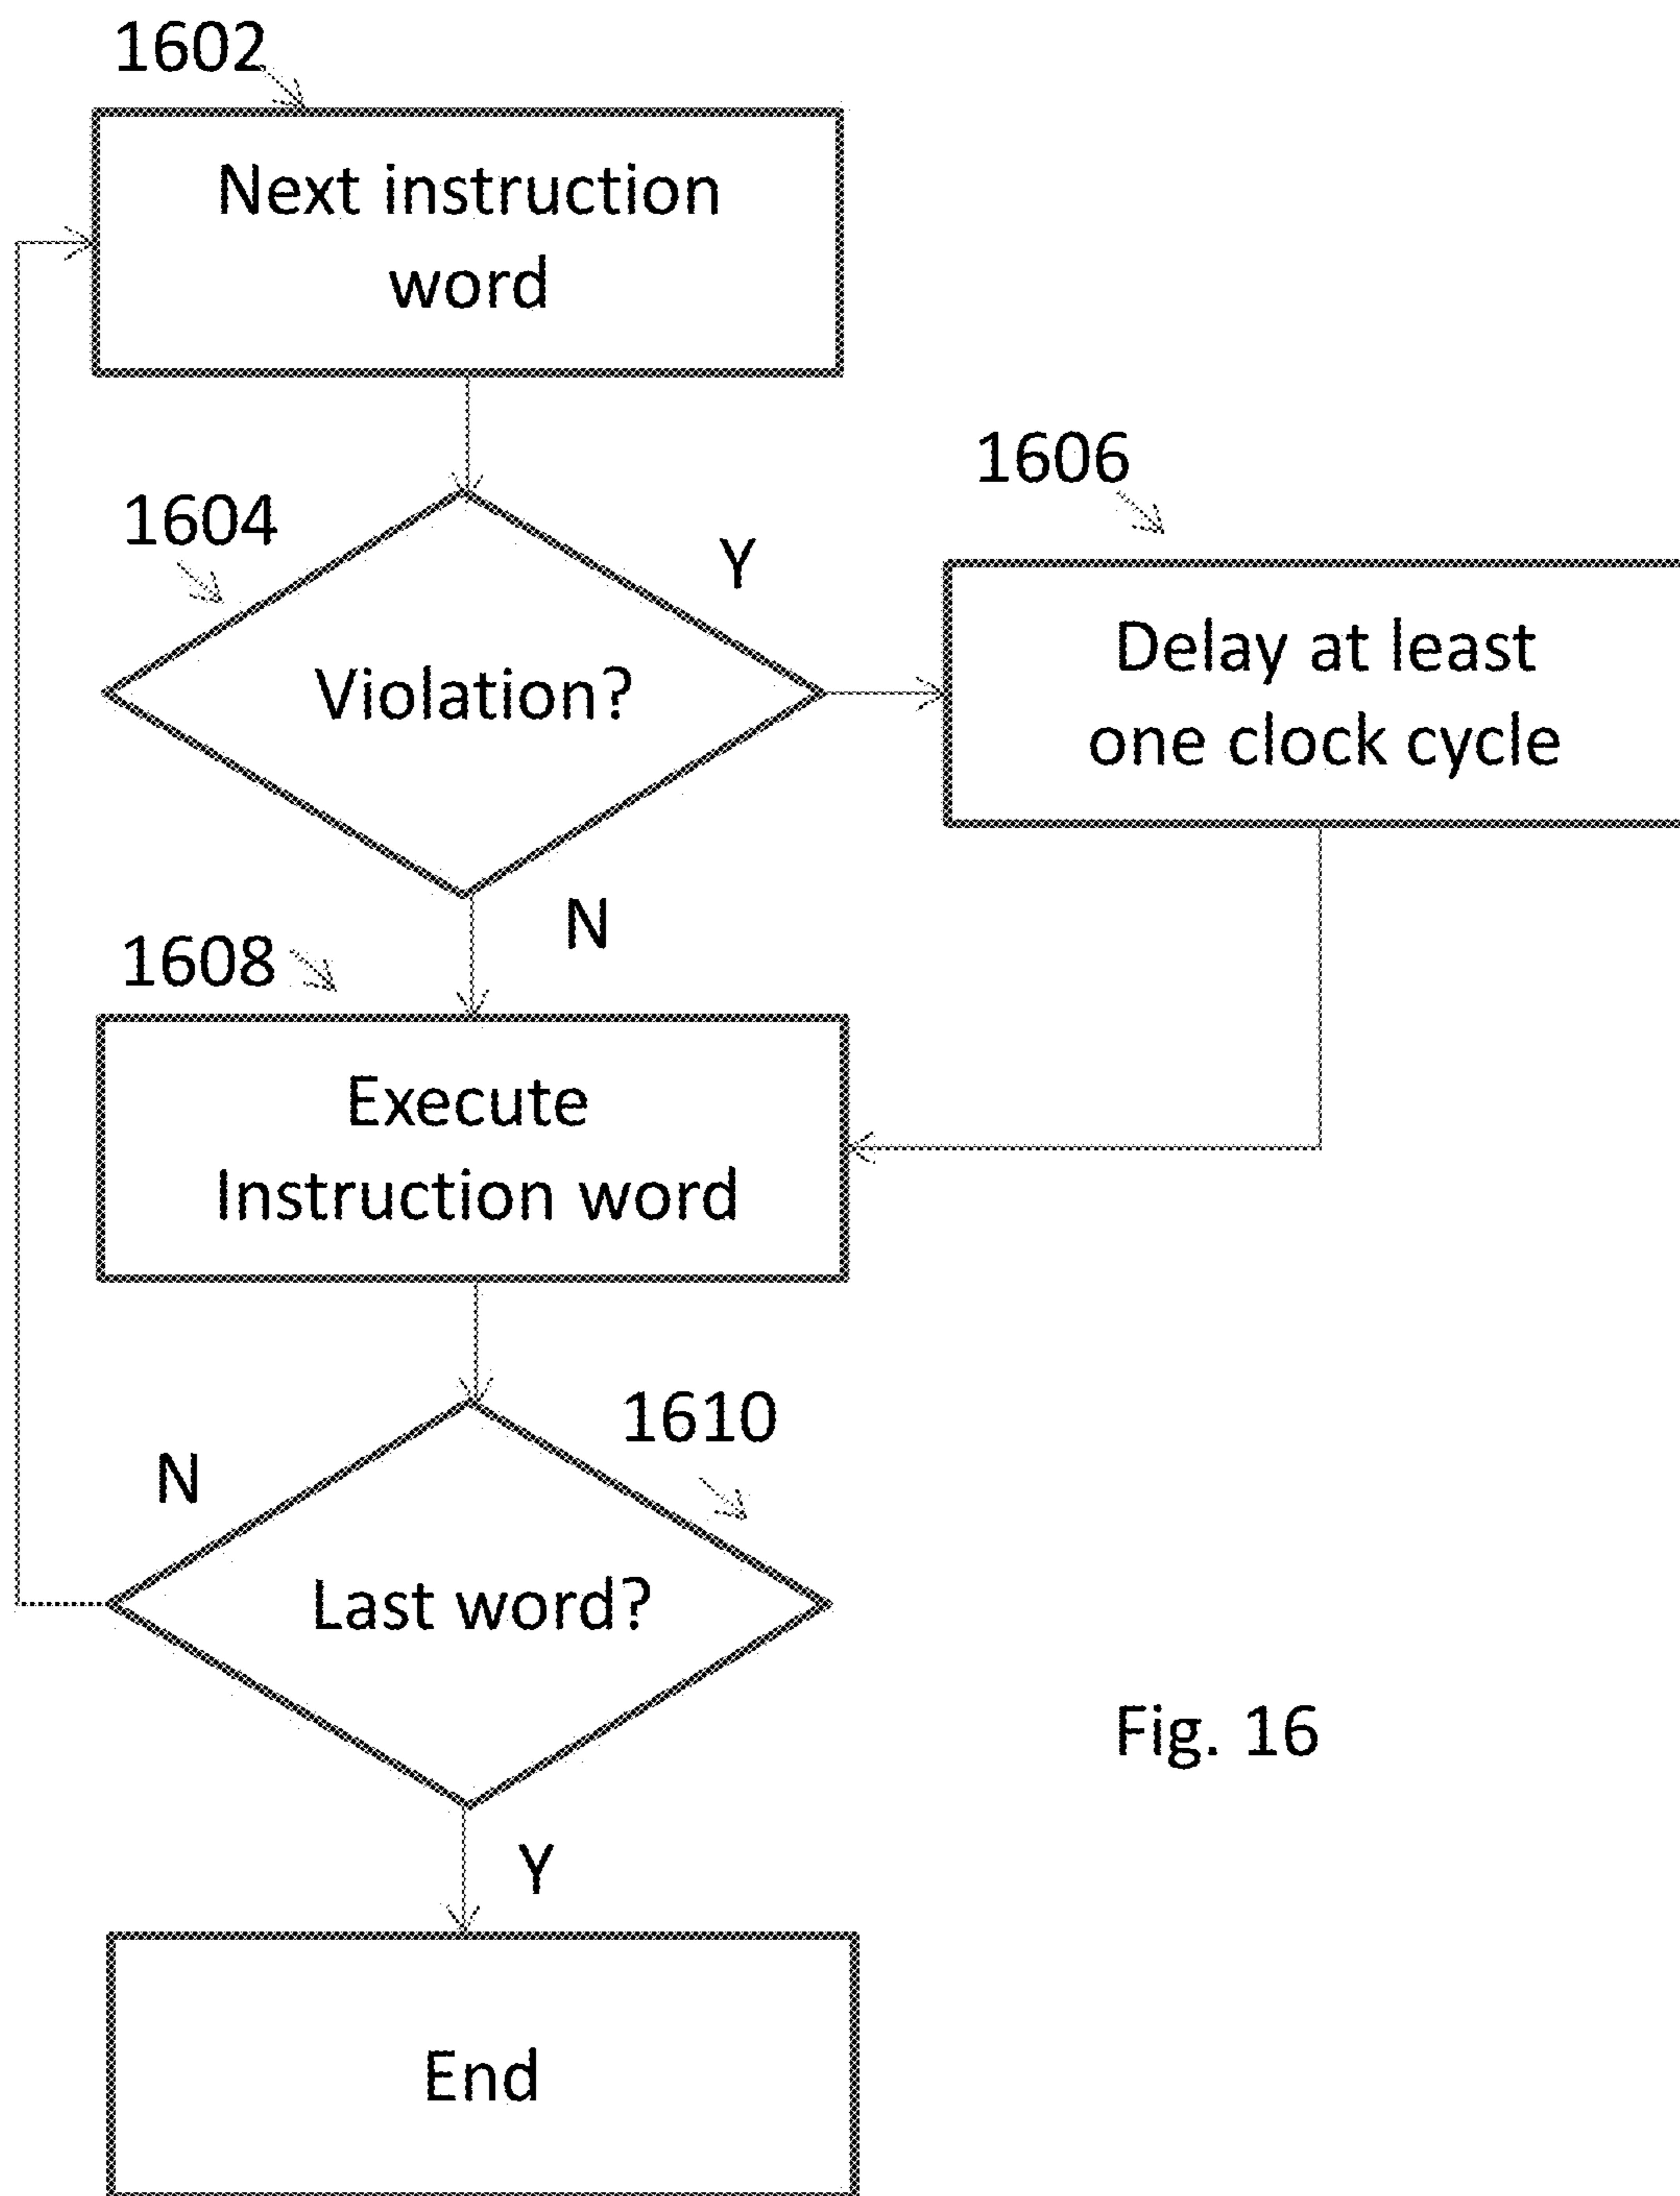 1602
Next instruction
word
1604
Y
1606
Violation?
Delay at least
one clock cycle
N
1608
Execute
Instruction word
1610
N
Last word?
Fig. 16
Y
End